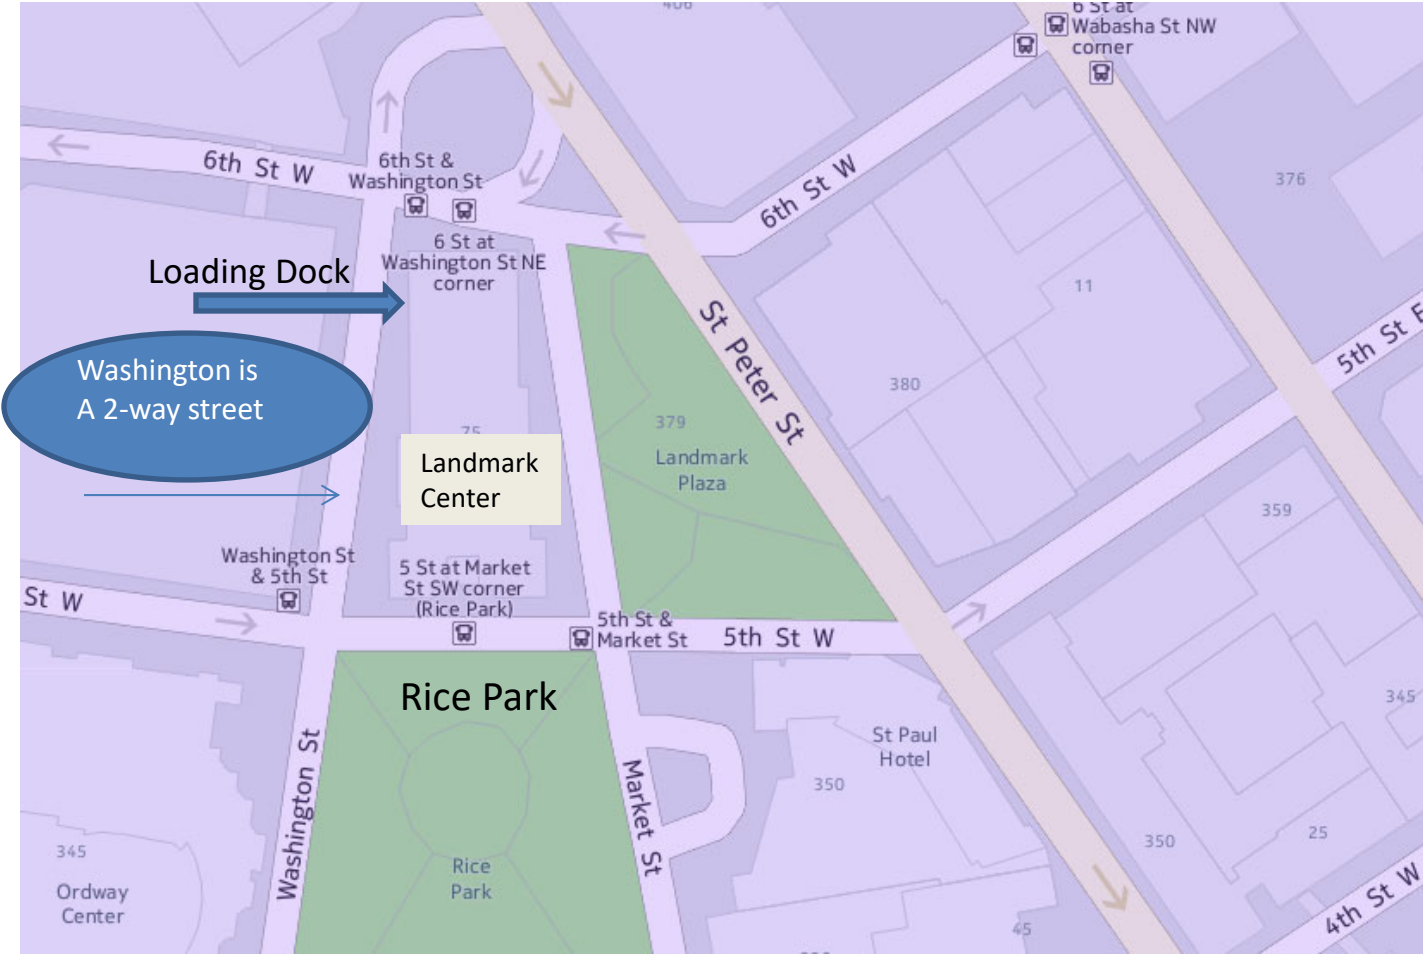 406
6 St at
Wabasha St NW
corner
6th St W
6th St &
Washington St
6th St W
376
6 St at
Washington St NE
corner
Loading Dock
11
St Peter St
5th St E
Washington is
A 2-way street
380
75
379
Landmark
Plaza
Landmark
Center
359
Washington St
& 5th St
5 St at Market
St SW corner
(Rice Park)
St W
5th St &
Market St
5th St W
Rice Park
345
St Paul
Hotel
Washington St
Market St
350
350
25
345
Rice
Park
Ordway
Center
4th St W
45